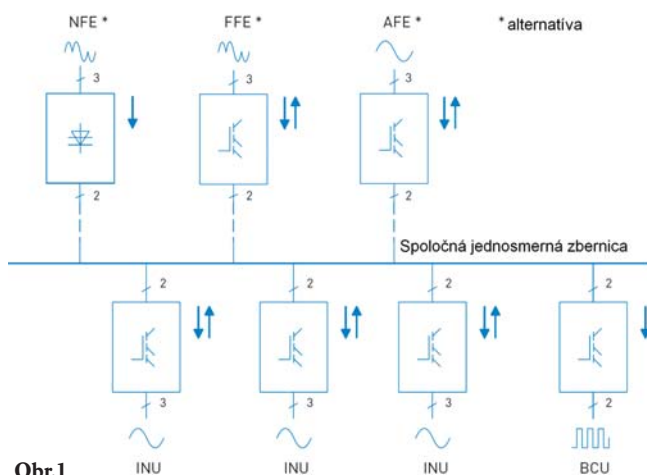 NFE * FFE * AFE * * alternatíva
3 3 3
2 2 2
Spoločná jednosmerná zbernica
2 2 2 2
3 3 3 2
Obr.1 INU INU INU BCU